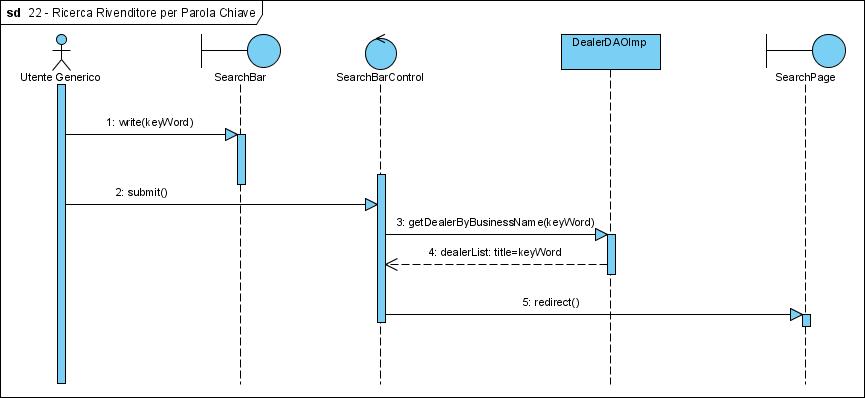 sd 22 - Ricerca Rivenditore per Parola Chiave
Utente Generico
SearchBar
SearchBarControl
DealerDAOImp
SearchPage
1: write(keyWord)
2: submit()
3: getDealerByBusinessName(keyWord)
4: dealerList: title=keyWord
5: redirect()